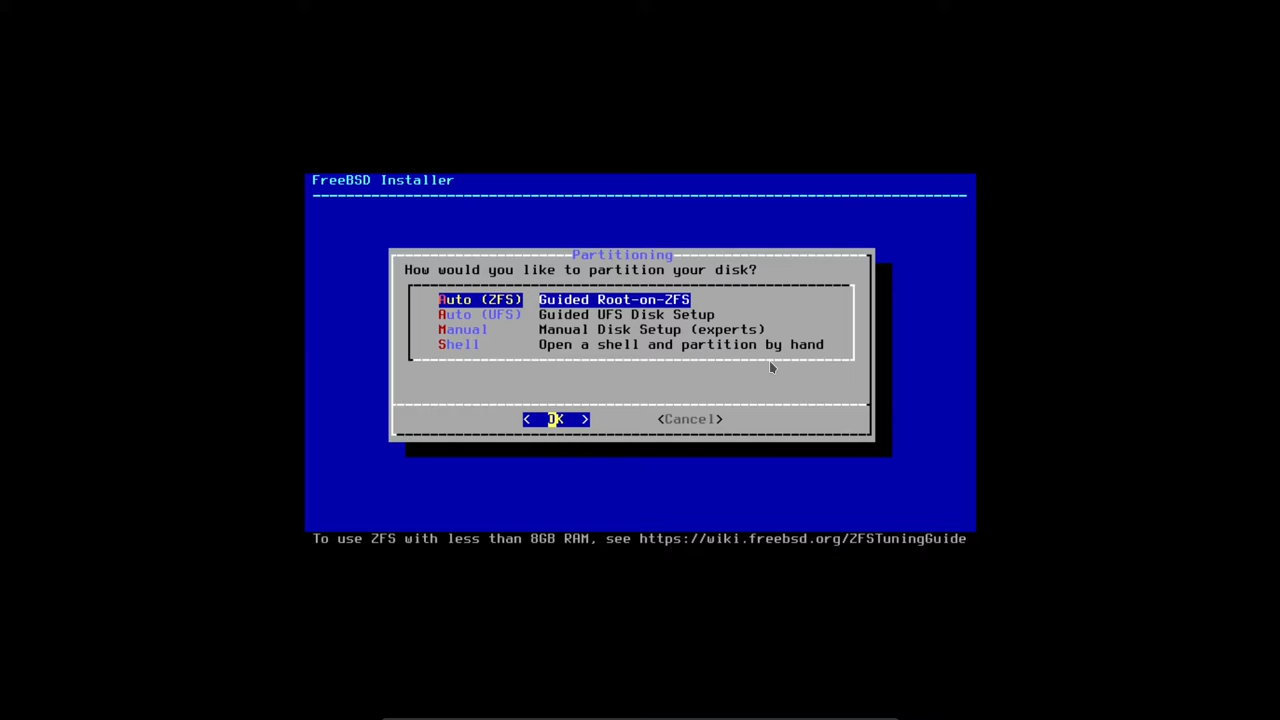 FreeBSD Installer
Partitioning
How would you like to partition your disk?
Auto (ZFS) Guided Root-on-ZFS
Auto (UFS) Guided UFS Disk Setup
Manual Manual Disk Setup (experts)
Shell Open a shell and partition by hand
< OK > <Cancel>
To use ZFS with less than 8GB RAM, see https://wiki.freebsd.org/ZFSTuningGuide